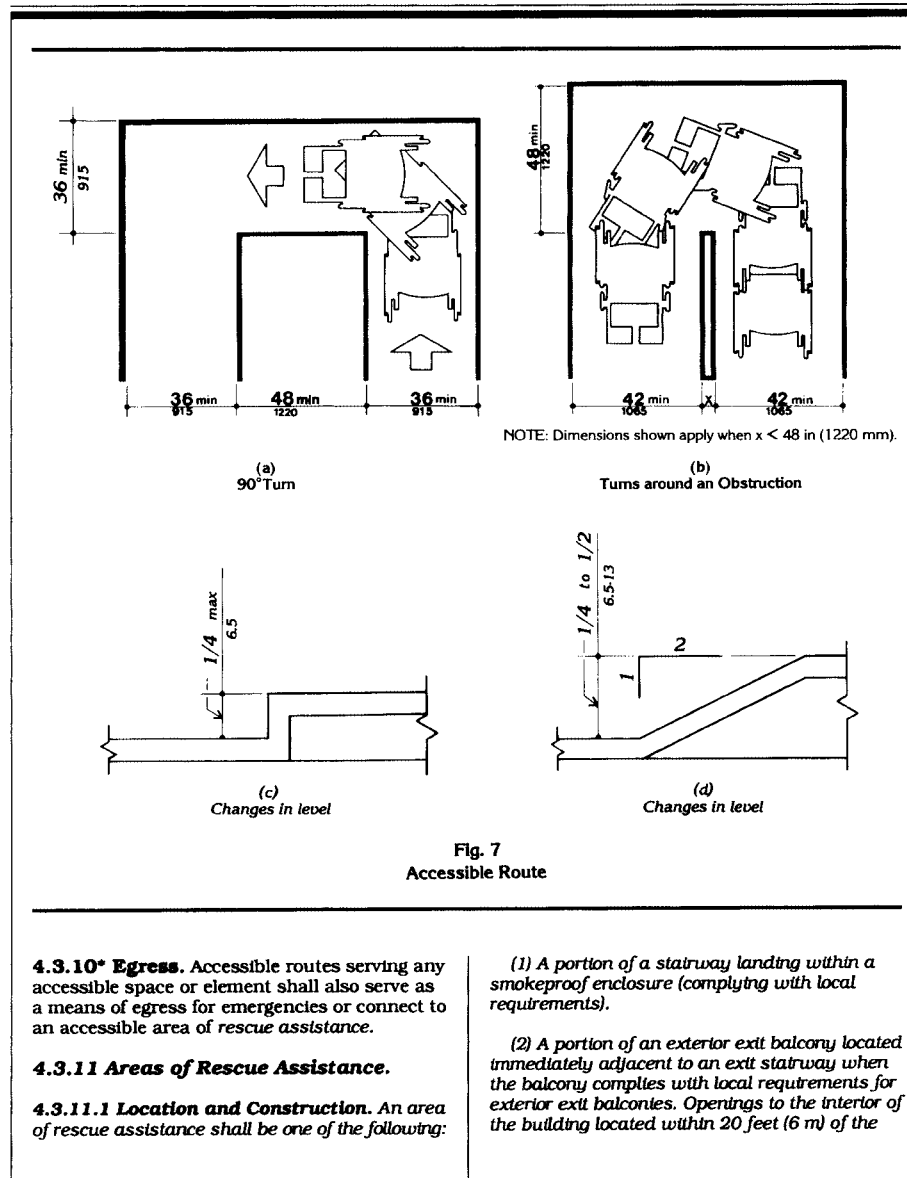 36 min
915
36 min
915
48 min
1220
36 min
915
(a)
90° Turn
48 min
1220
42 min
1065
x
42 min
1065
NOTE: Dimensions shown apply when x < 48 in (1220 mm).
(b)
Turns around an Obstruction
1/4 max
6.5
(c)
Changes in level
1/4 to 1/2
6.5-13
1
2
(d)
Changes in level
Fig. 7
Accessible Route
4.3.10* Egress. Accessible routes serving any
accessible space or element shall also serve as
a means of egress for emergencies or connect to
an accessible area of rescue assistance.
4.3.11 Areas of Rescue Assistance.
4.3.11.1 Location and Construction. An area
of rescue assistance shall be one of the following:
(1) A portion of a stairway landing within a
smokeproof enclosure (complying with local
requirements).
(2) A portion of an exterior exit balcony located
immediately adjacent to an exit stairway when
the balcony complies with local requirements for
exterior exit balconies. Openings to the interior of
the building located within 20 feet (6 m) of the